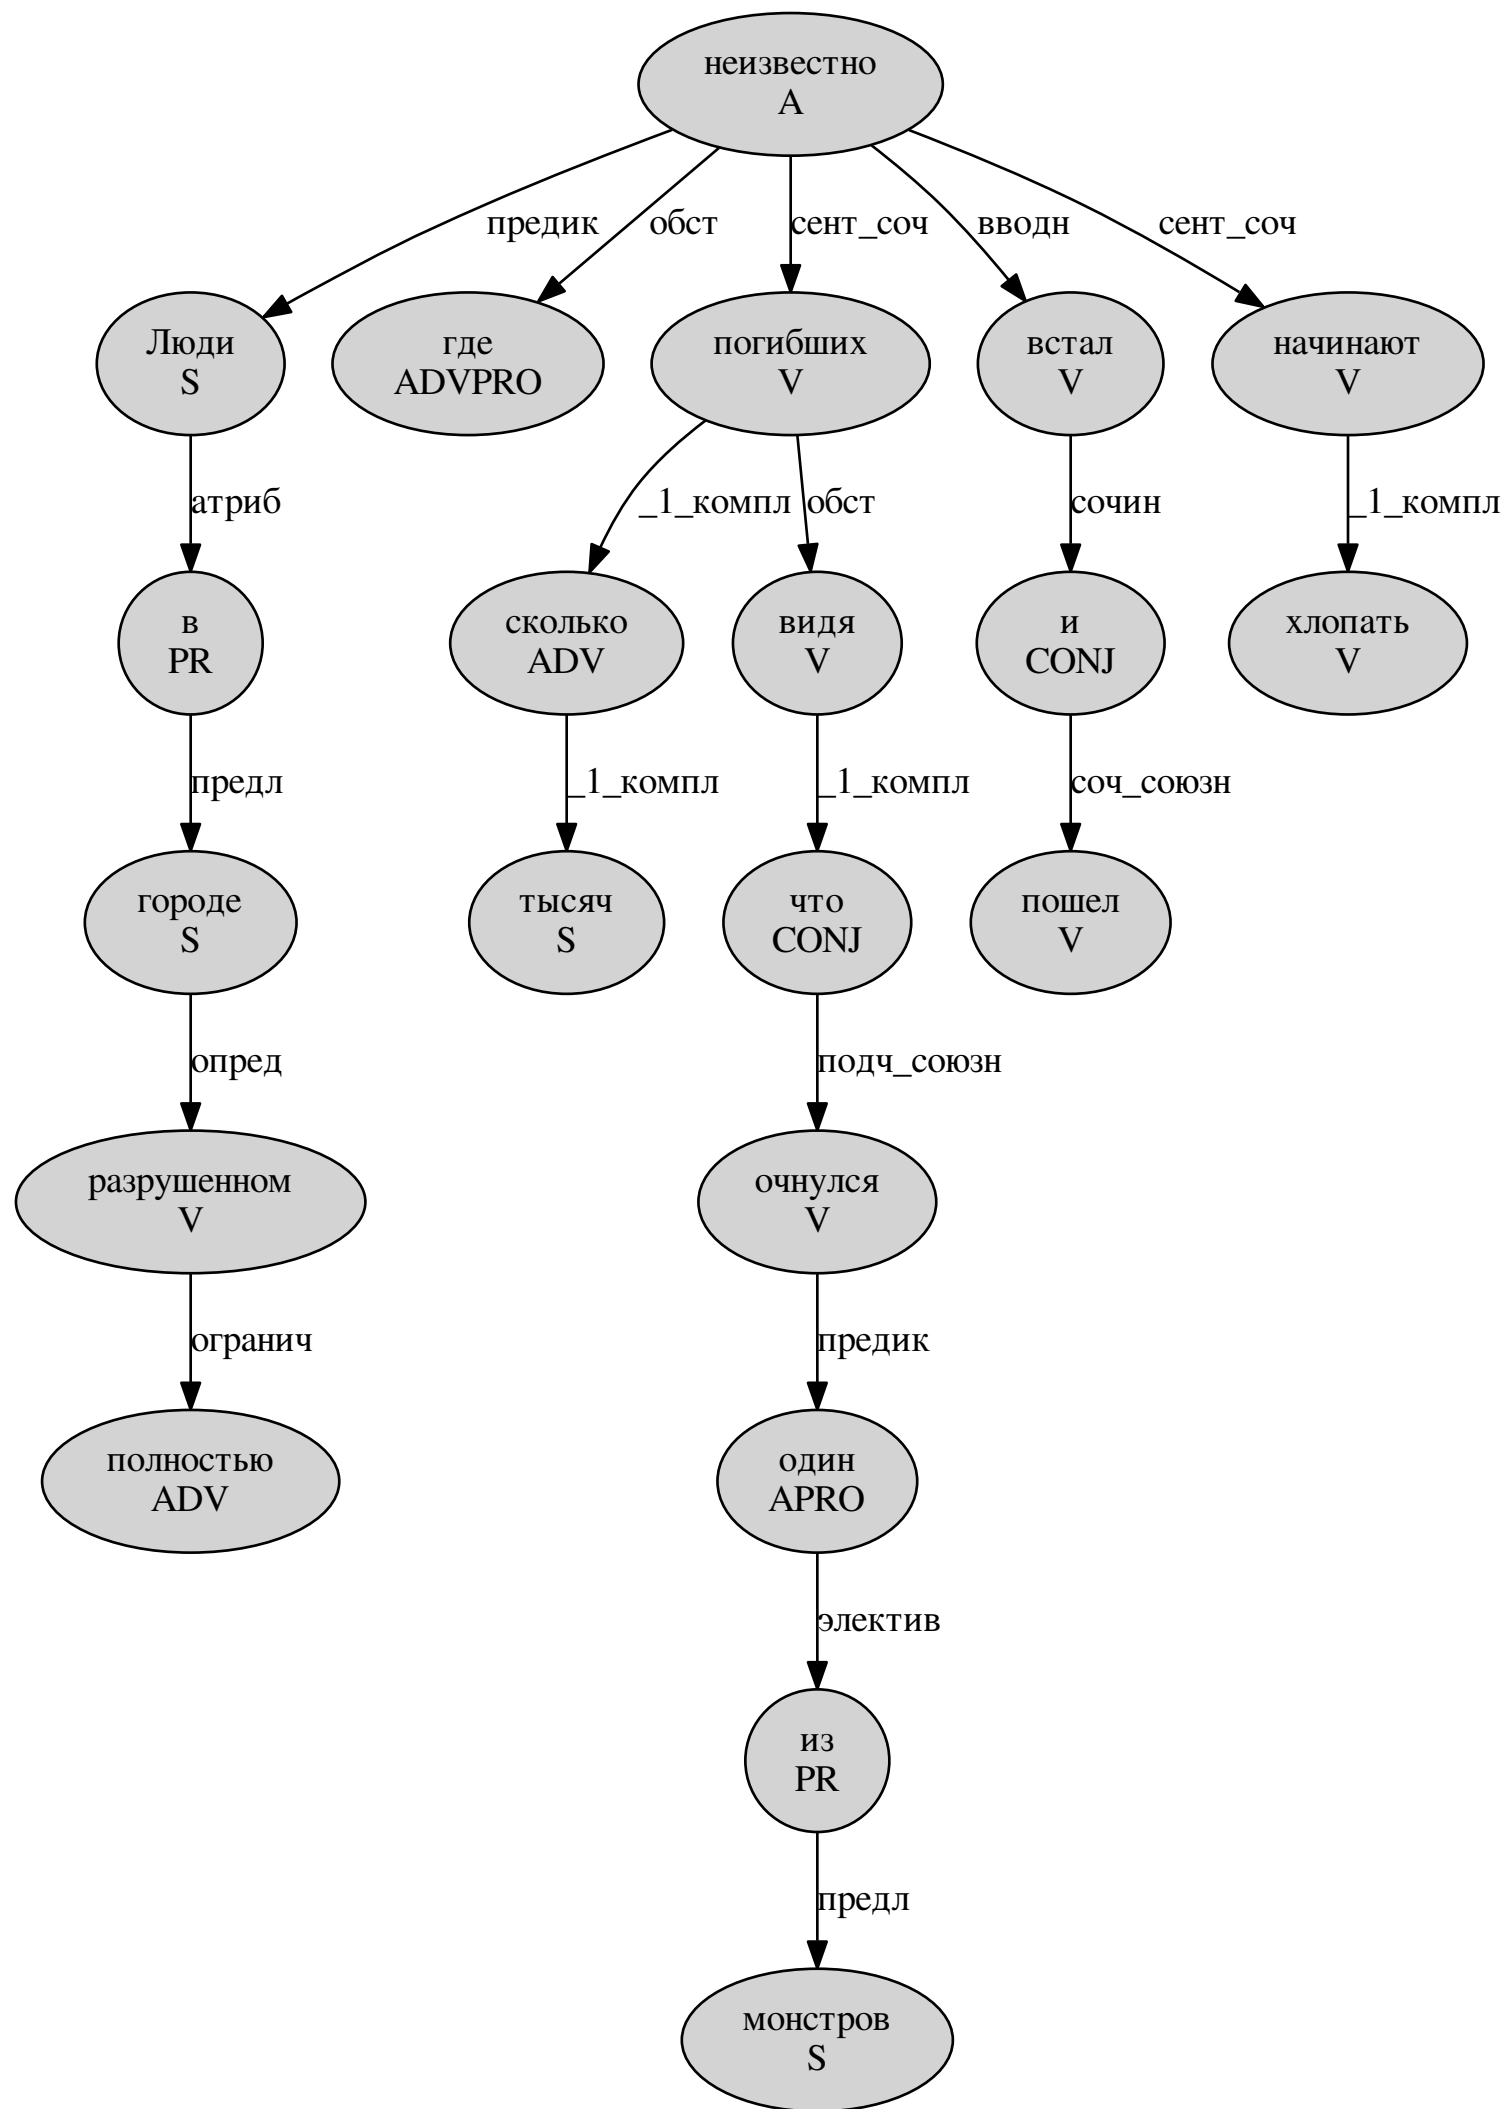 неизвестно
A
предик
обст
сент_соч
вводн
сент_соч
Люди
S
где
ADVPRO
погибших
V
встал
V
начинают
V
атриб
_1_компл
обст
сочин
_1_компл
в
PR
сколько
ADV
видя
V
и
CONJ
хлопать
V
предл
_1_компл
_1_компл
соч_союзн
городе
S
тысяч
S
что
CONJ
пошел
V
опред
подч_союзн
разрушенном
V
очнулся
V
огранич
предик
полностью
ADV
один
APRO
электив
из
PR
предл
монстров
S